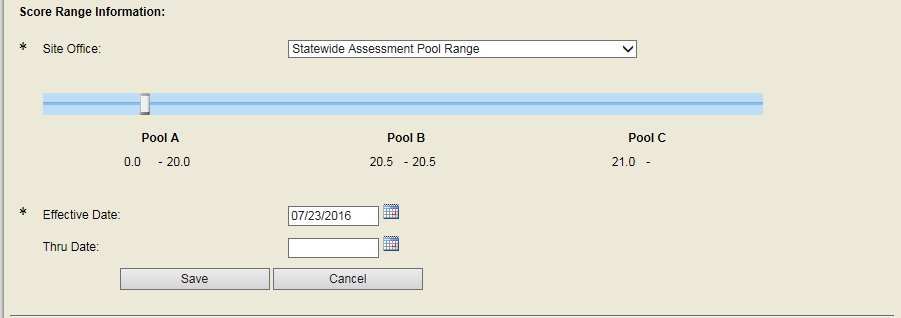 Score Range Information:
* Site Office: Statewide Assessment Pool Range
Pool A Pool B Pool C
0.0 - 20.0 20.5 - 20.5 21.0 -
* Effective Date: 07/23/2016
Thru Date:
Save Cancel